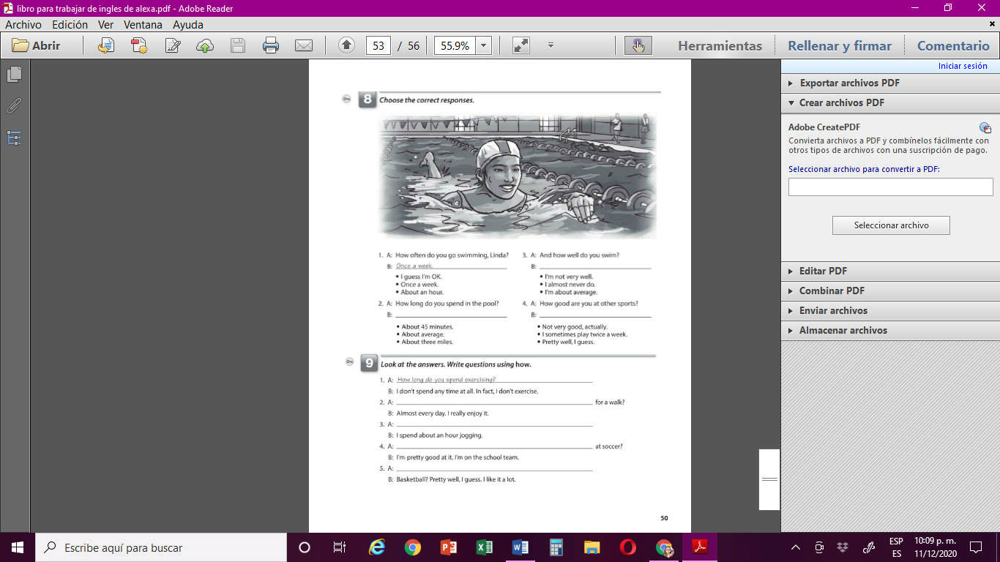 libro para trabajar de ingles de alexa.pdf - Adobe Reader
Archivo Edición Ver Ventana Ayuda
Abrir
53 / 56
55.9%
Herramientas
Rellenar y firmar
Comentario
Iniciar sesión
Exportar archivos PDF
Crear archivos PDF
Adobe CreatePDF
Convierta archivos a PDF y combínelos fácilmente con
otros tipos de archivos con una suscripción de pago.
Seleccionar archivo para convertir a PDF:
Seleccionar archivo
Editar PDF
Combinar PDF
Enviar archivos
Almacenar archivos
8 Choose the correct responses.
1. A: How often do you go swimming, Linda?
B: Once a week.
• I guess I'm OK.
• Once a week.
• About an hour.
2. A: How long do you spend in the pool?
B:
• About 45 minutes.
• About average.
• About three miles.
3. A: And how well do you swim?
B:
• I'm not very well.
• I almost never do.
• I'm about average.
4. A: How good are you at other sports?
B:
• Not very good, actually.
• I sometimes play twice a week.
• Pretty well, I guess.
9 Look at the answers. Write questions using how.
1. A: How long do you spend exercising?
B: I don't spend any time at all. In fact, I don't exercise.
2. A: for a walk?
B: Almost every day. I really enjoy it.
3. A:
B: I spend about an hour jogging.
4. A: at soccer?
B: I'm pretty good at it. I'm on the school team.
5. A:
B: Basketball? Pretty well, I guess. I like it a lot.
50
Escribe aquí para buscar
ESP
ES
10:09 p. m.
11/12/2020